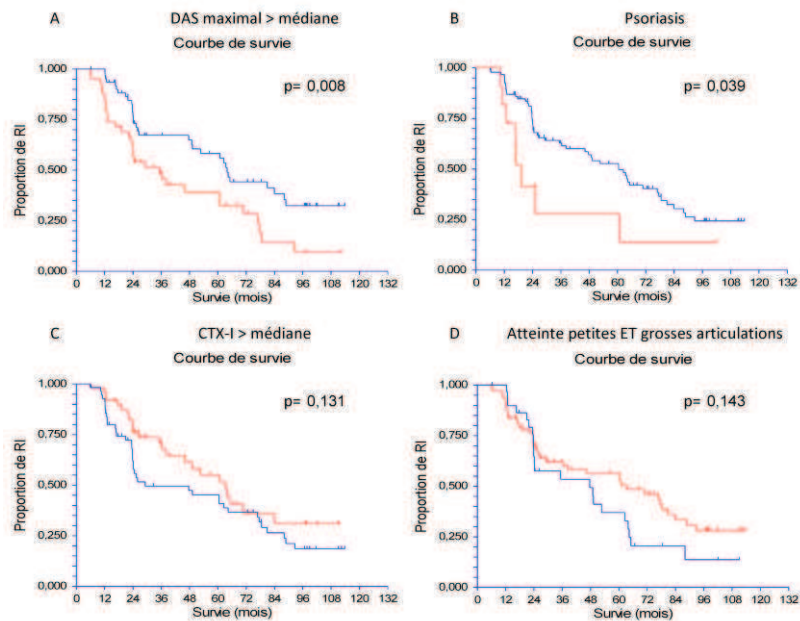 A DAS maximal > médiane
Courbe de survie
p= 0,008
Proportion de RI
1,000
0,750
0,500
0,250
0,000
0 12 24 36 48 60 72 84 96 108 120 132
Survie (mois)
B Psoriasis
Courbe de survie
p= 0,039
Proportion de RI
1,000
0,750
0,500
0,250
0,000
0 12 24 36 48 60 72 84 96 108 120 132
Survie (mois)
C CTX-I > médiane
Courbe de survie
p= 0,131
Proportion de RI
1,000
0,750
0,500
0,250
0,000
0 12 24 36 48 60 72 84 96 108 120 132
Survie (mois)
D Atteinte petites ET grosses articulations
Courbe de survie
p= 0,143
Proportion de RI
1,000
0,750
0,500
0,250
0,000
0 12 24 36 48 60 72 84 96 108 120 132
Survie (mois)